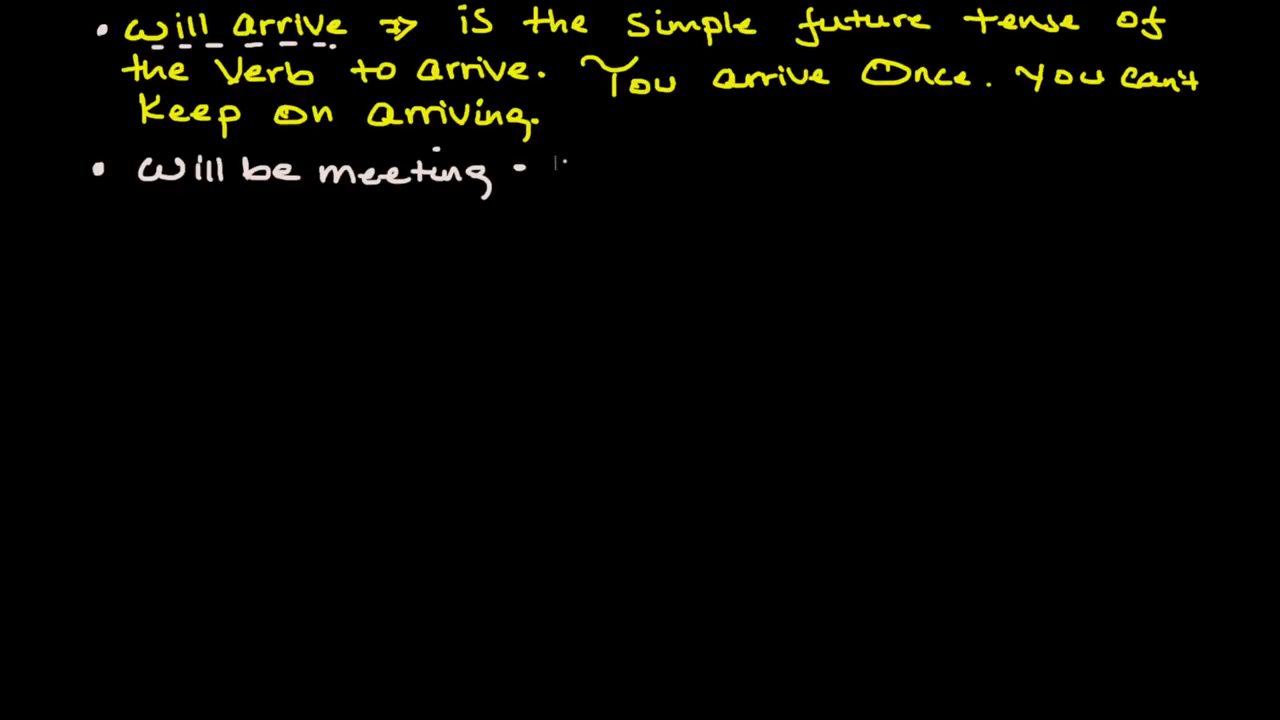 • will arrive => is the simple future tense of
the Verb to arrive. You arrive Once. You can't
Keep on arriving.
• will be meeting -